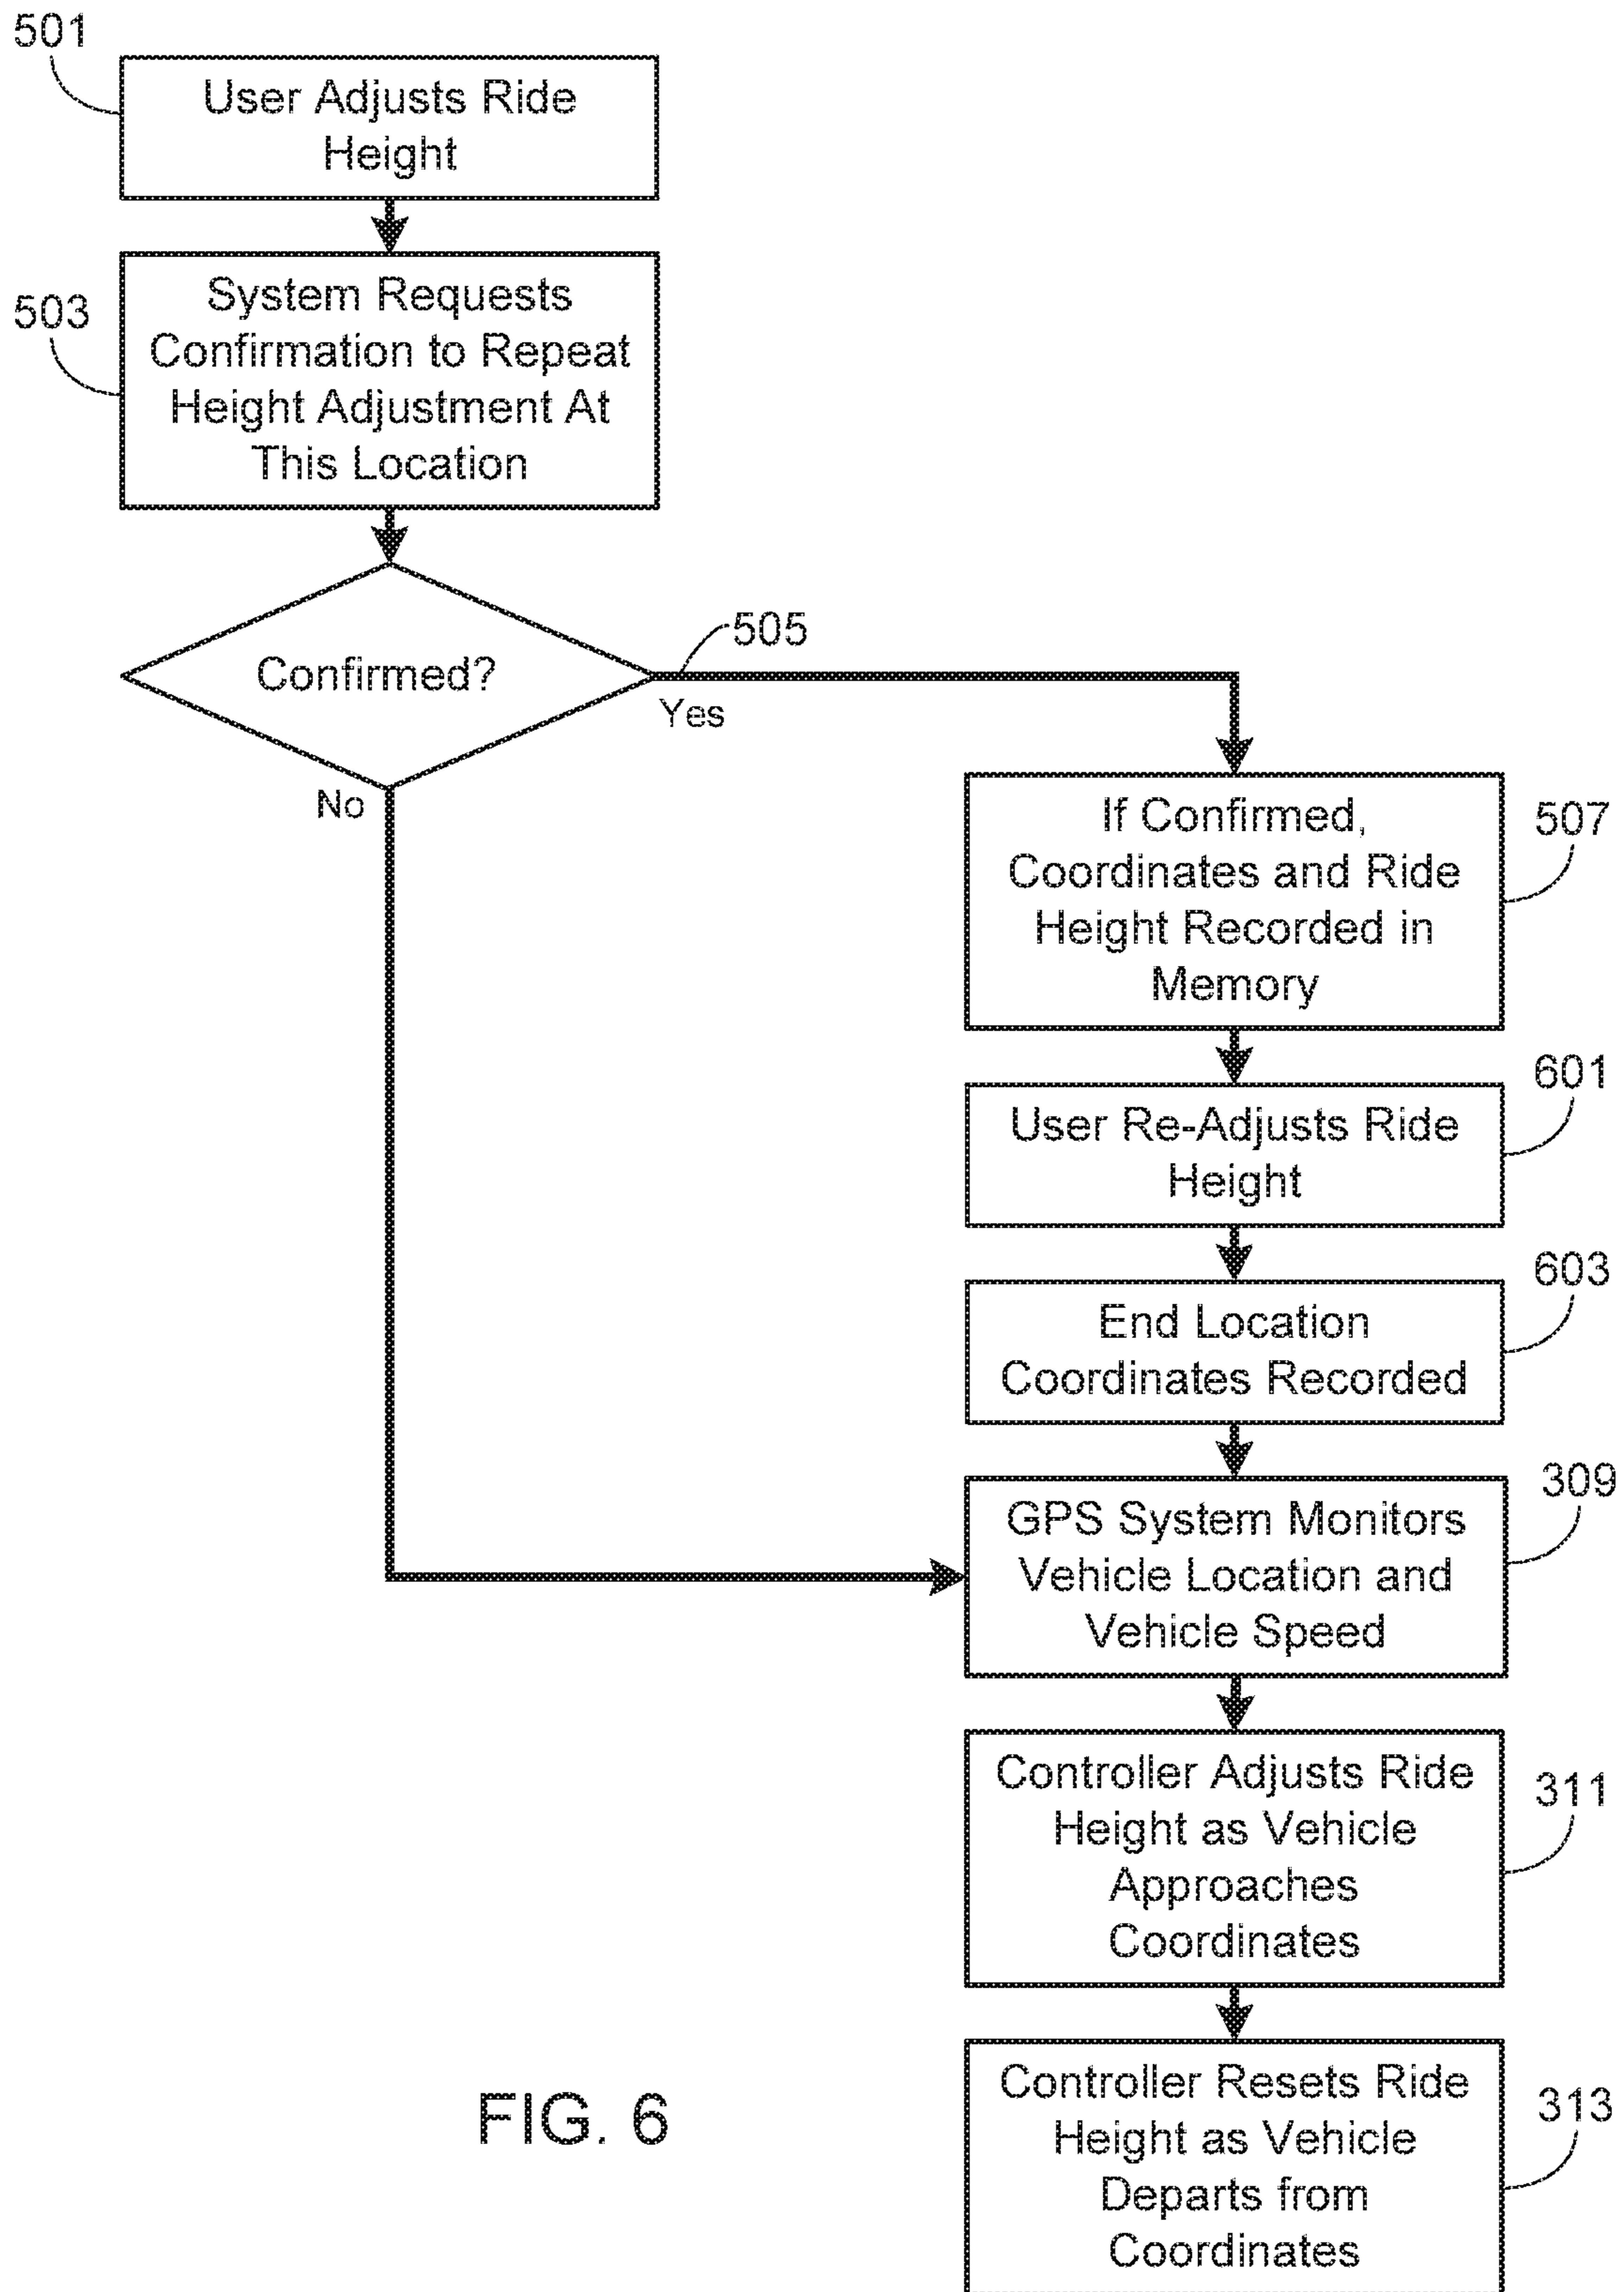 501
User Adjusts Ride
Height
503
System Requests
Confirmation to Repeat
Height Adjustment At
This Location
Confirmed?
505
Yes
No
If Confirmed,
Coordinates and Ride
Height Recorded in
Memory
507
User Re-Adjusts Ride
Height
601
End Location
Coordinates Recorded
603
GPS System Monitors
Vehicle Location and
Vehicle Speed
309
Controller Adjusts Ride
Height as Vehicle
Approaches
Coordinates
311
Controller Resets Ride
Height as Vehicle
Departs from
Coordinates
313
FIG. 6